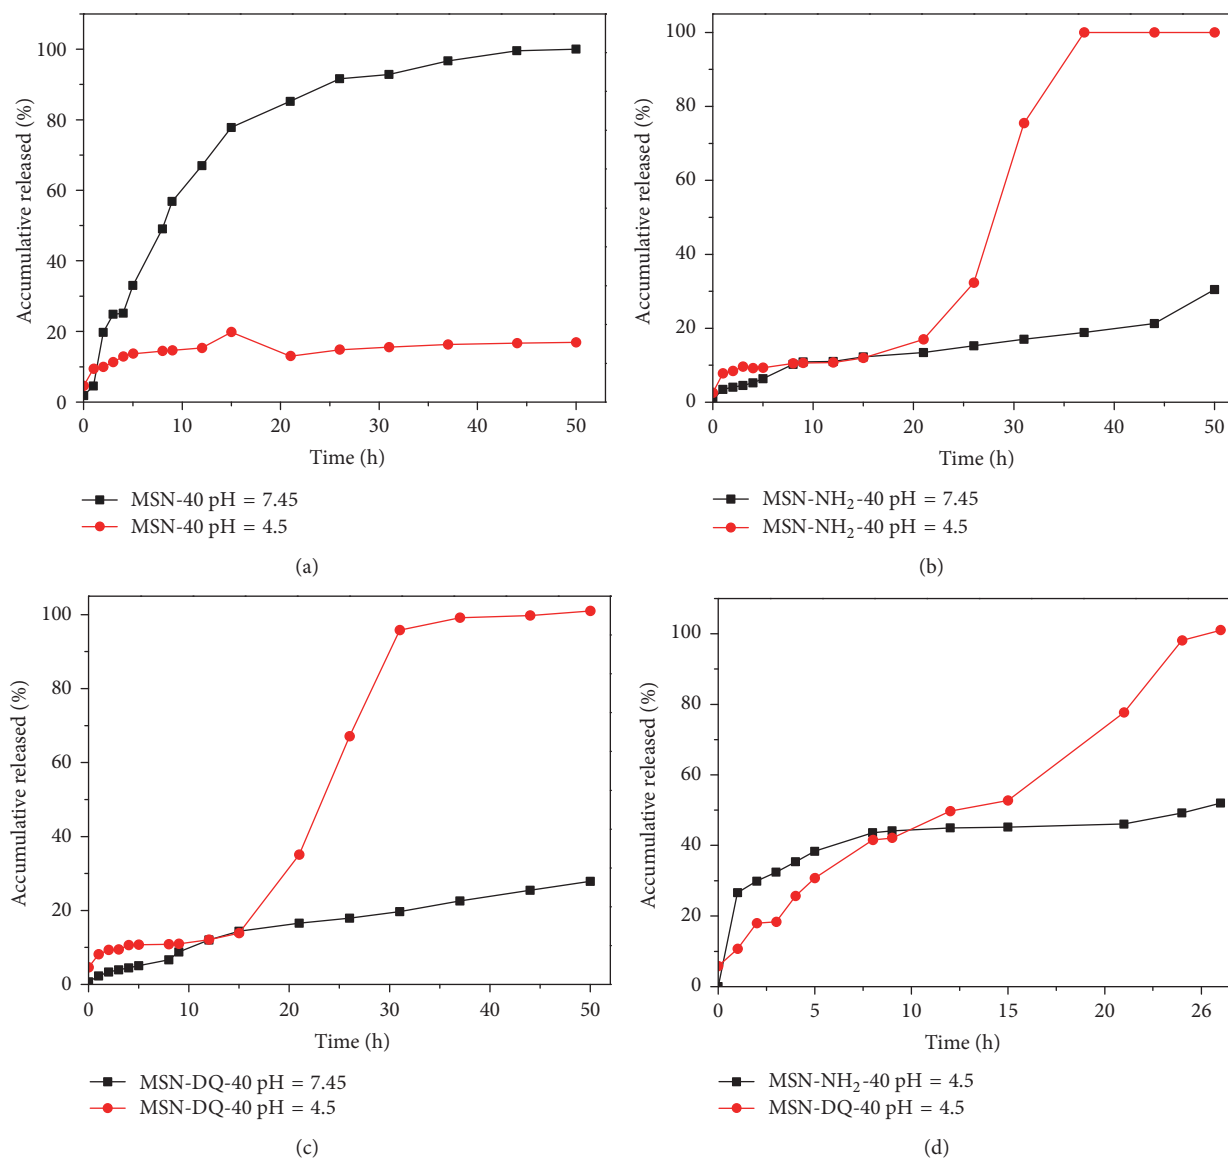 100
80
60
40
20
0
Accumulative released (%)
0 10 20 30 40 50
Time (h)
MSN-40 pH = 7.45
MSN-40 pH = 4.5
(a)
100
80
60
40
20
0
Accumulative released (%)
0 10 20 30 40 50
Time (h)
MSN-NH₂-40 pH = 7.45
MSN-NH₂-40 pH = 4.5
(b)
100
80
60
40
20
0
Accumulative released (%)
0 10 20 30 40 50
Time (h)
MSN-DQ-40 pH = 7.45
MSN-DQ-40 pH = 4.5
(c)
100
80
60
40
20
0
Accumulative released (%)
0 5 10 15 20 26
Time (h)
MSN-NH₂-40 pH = 4.5
MSN-DQ-40 pH = 4.5
(d)